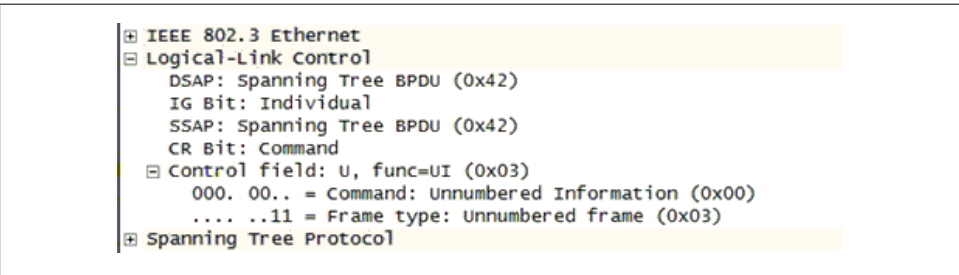 IEEE 802.3 Ethernet
Logical-Link Control
DSAP: Spanning Tree BPDU (0x42)
IG Bit: Individual
SSAP: Spanning Tree BPDU (0x42)
CR Bit: Command
Control field: U, func=UI (0x03)
000. 00.. = Command: Unnumbered Information (0x00)
.... ..11 = Frame type: Unnumbered frame (0x03)
Spanning Tree Protocol